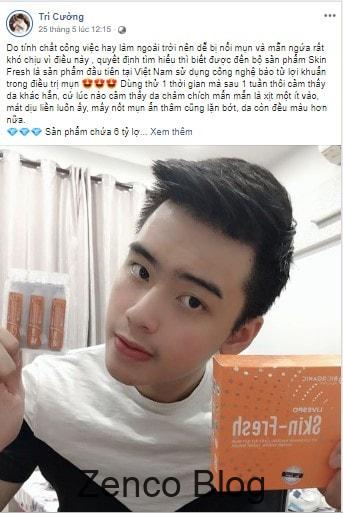 Trí Cường
25 tháng 5 lúc 12:15
Do tính chất công việc hay làm ngoài trời nên dễ bị nổi mụn và mẩn ngứa rất
khó chịu vì điều này , quyết định tìm hiểu thì biết được đến bộ sản phẩm Skin
Fresh là sản phẩm đầu tiên tại Việt Nam sử dụng công nghệ bào tử lợi khuẩn
trong điều trị mụn 😍😍😍 Dùng thử 1 thời gian mà sau 1 tuần thôi cảm thấy
da khác hẳn, cứ lúc nào cảm thấy da châm chích mẩn mẩn là xịt một ít vào,
mát dịu liền luôn ấy, mấy nốt mụn ẩn thâm cũng lặn bớt, da còn đều màu hơn
nữa.
💎💎💎 Sản phẩm chứa 6 tỷ lợ... Xem thêm
LIVESPO
Skin-Fresh
Zenco Blog